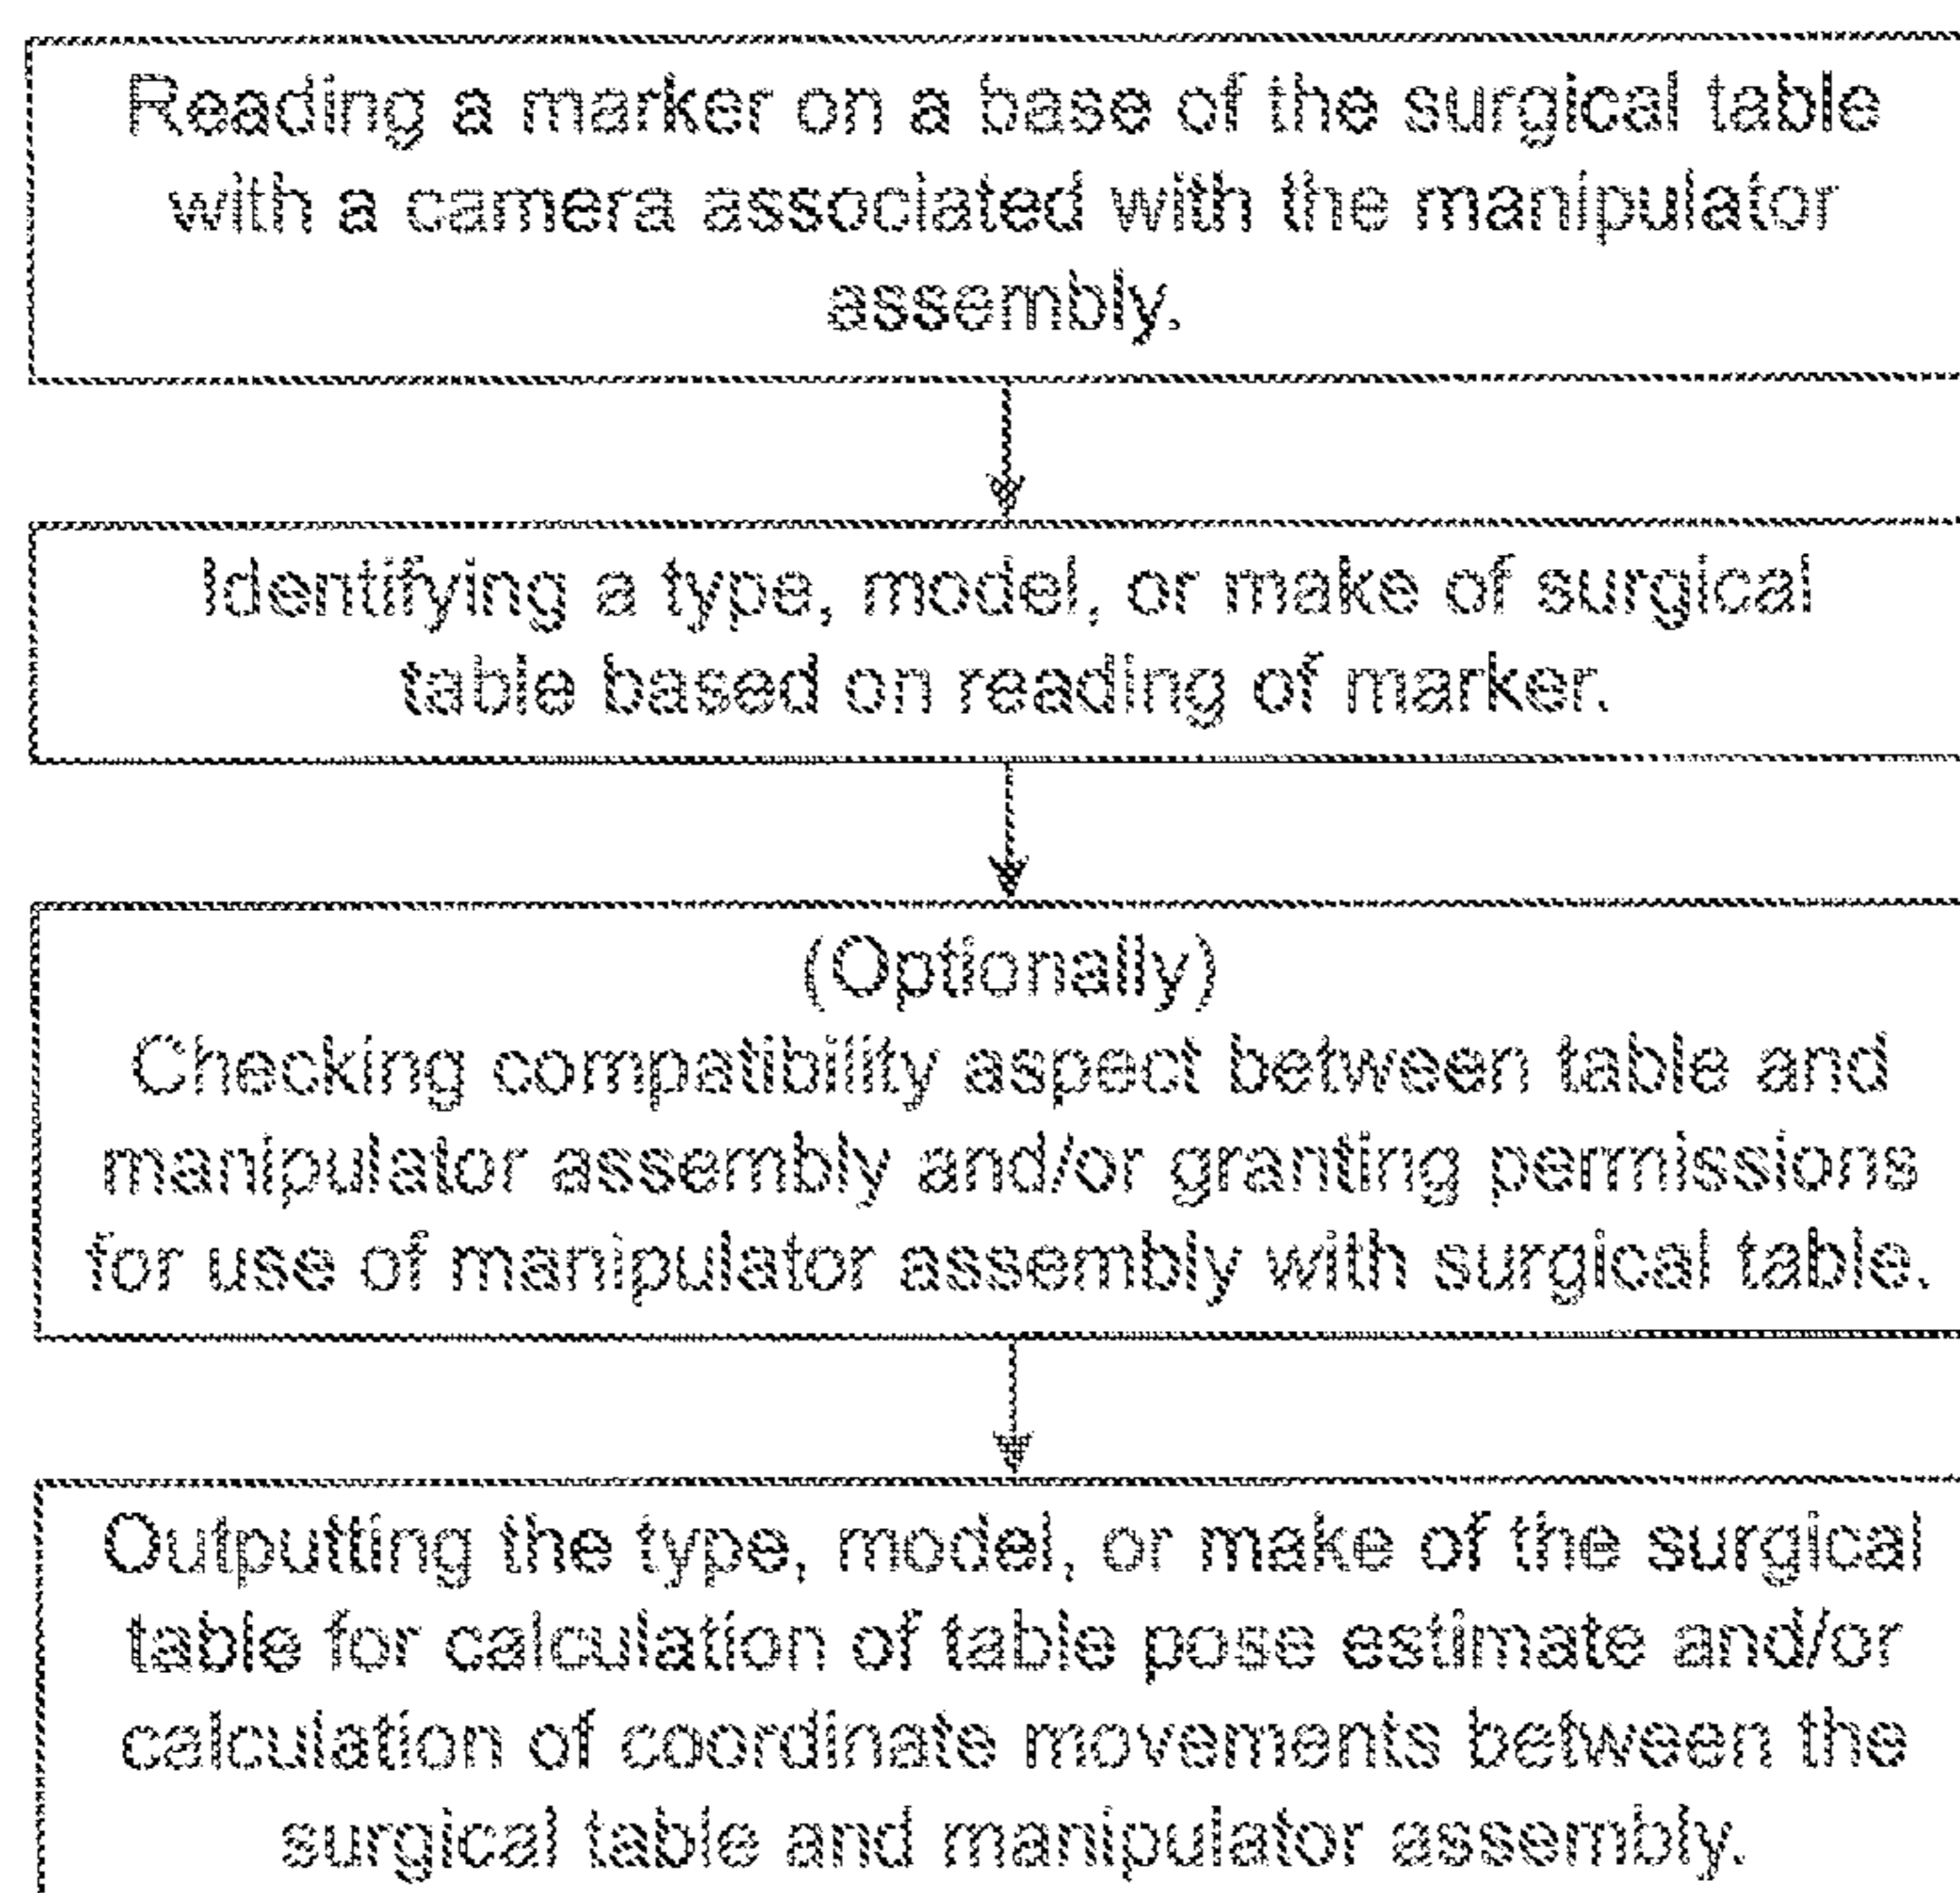 Reading a marker on a base of the surgical table
with a camera associated with the manipulator
assembly.
Identifying a type, model, or make of surgical
table based on reading of marker.
(Optionally)
Checking compatibility aspect between table and
manipulator assembly and/or granting permissions
for use of manipulator assembly with surgical table.
Outputting the type, model, or make of the surgical
table for calculation of table pose estimate and/or
calculation of coordinate movements between the
surgical table and manipulator assembly.